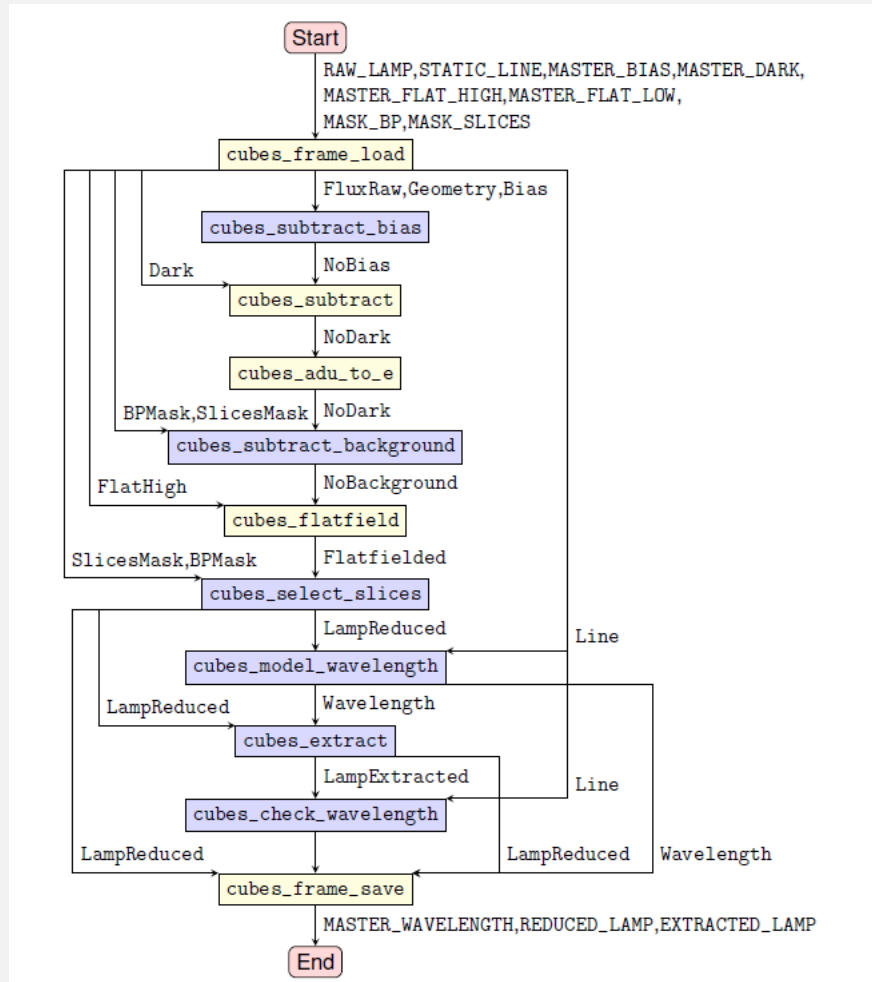 Start
RAW_LAMP,STATIC_LINE,MASTER_BIAS,MASTER_DARK,
MASTER_FLAT_HIGH,MASTER_FLAT_LOW,
MASK_BP,MASK_SLICES
cubes_frame_load
FluxRaw,Geometry,Bias
cubes_subtract_bias
NoBias
Dark
cubes_subtract
NoDark
cubes_adu_to_e
BPMask,SlicesMask
NoDark
cubes_subtract_background
NoBackground
FlatHigh
cubes_flatfield
SlicesMask,BPMask
Flatfielded
cubes_select_slices
LampReduced
Line
cubes_model_wavelength
LampReduced
Wavelength
cubes_extract
LampExtracted
Line
cubes_check_wavelength
LampReduced
LampReduced
Wavelength
cubes_frame_save
MASTER_WAVELENGTH,REDUCED_LAMP,EXTRACTED_LAMP
End